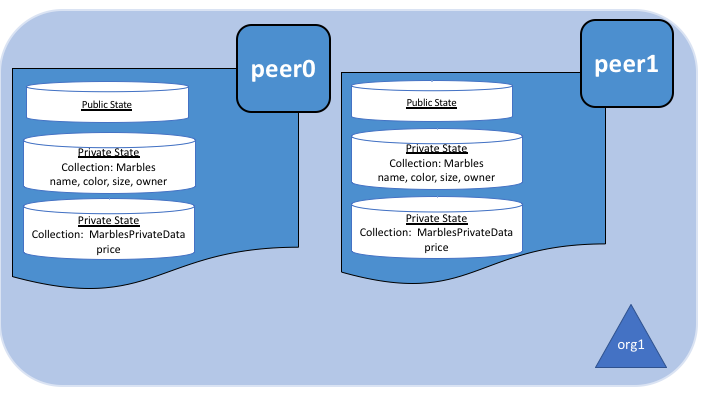 peer0
Public State
Private State
Collection: Marbles
name, color, size, owner
Private State
Collection: MarblesPrivateData
price
peer1
Public State
Private State
Collection: Marbles
name, color, size, owner
Private State
Collection: MarblesPrivateData
price
org1